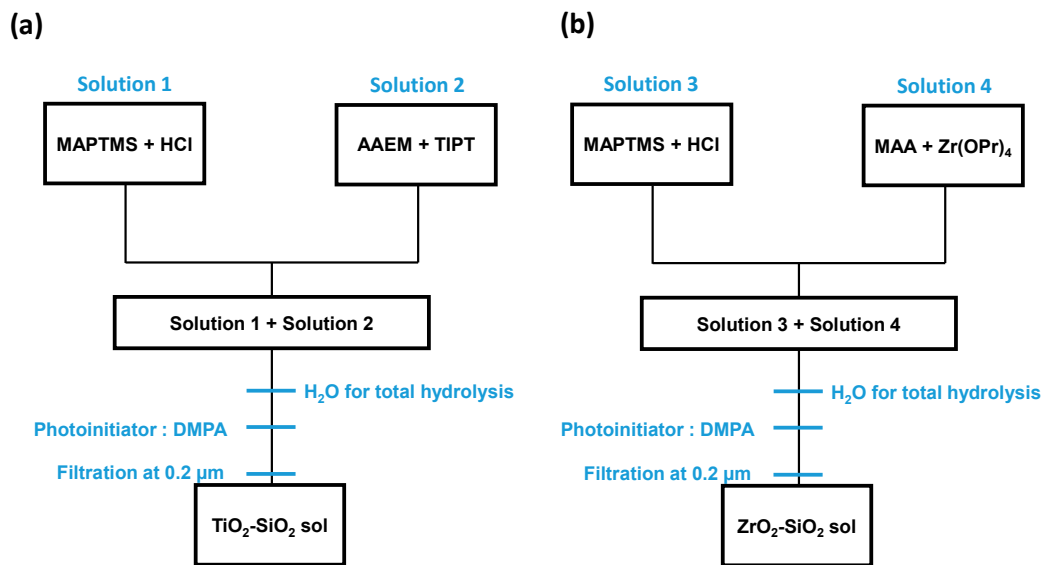 (a)
Solution 1
Solution 2
MAPTMS + HCl
AAEM + TIPT
Solution 1 + Solution 2
H₂O for total hydrolysis
Photoinitiator : DMPA
Filtration at 0.2 µm
TiO₂-SiO₂ sol
(b)
Solution 3
Solution 4
MAPTMS + HCl
MAA + Zr(OPr)₄
Solution 3 + Solution 4
H₂O for total hydrolysis
Photoinitiator : DMPA
Filtration at 0.2 µm
ZrO₂-SiO₂ sol